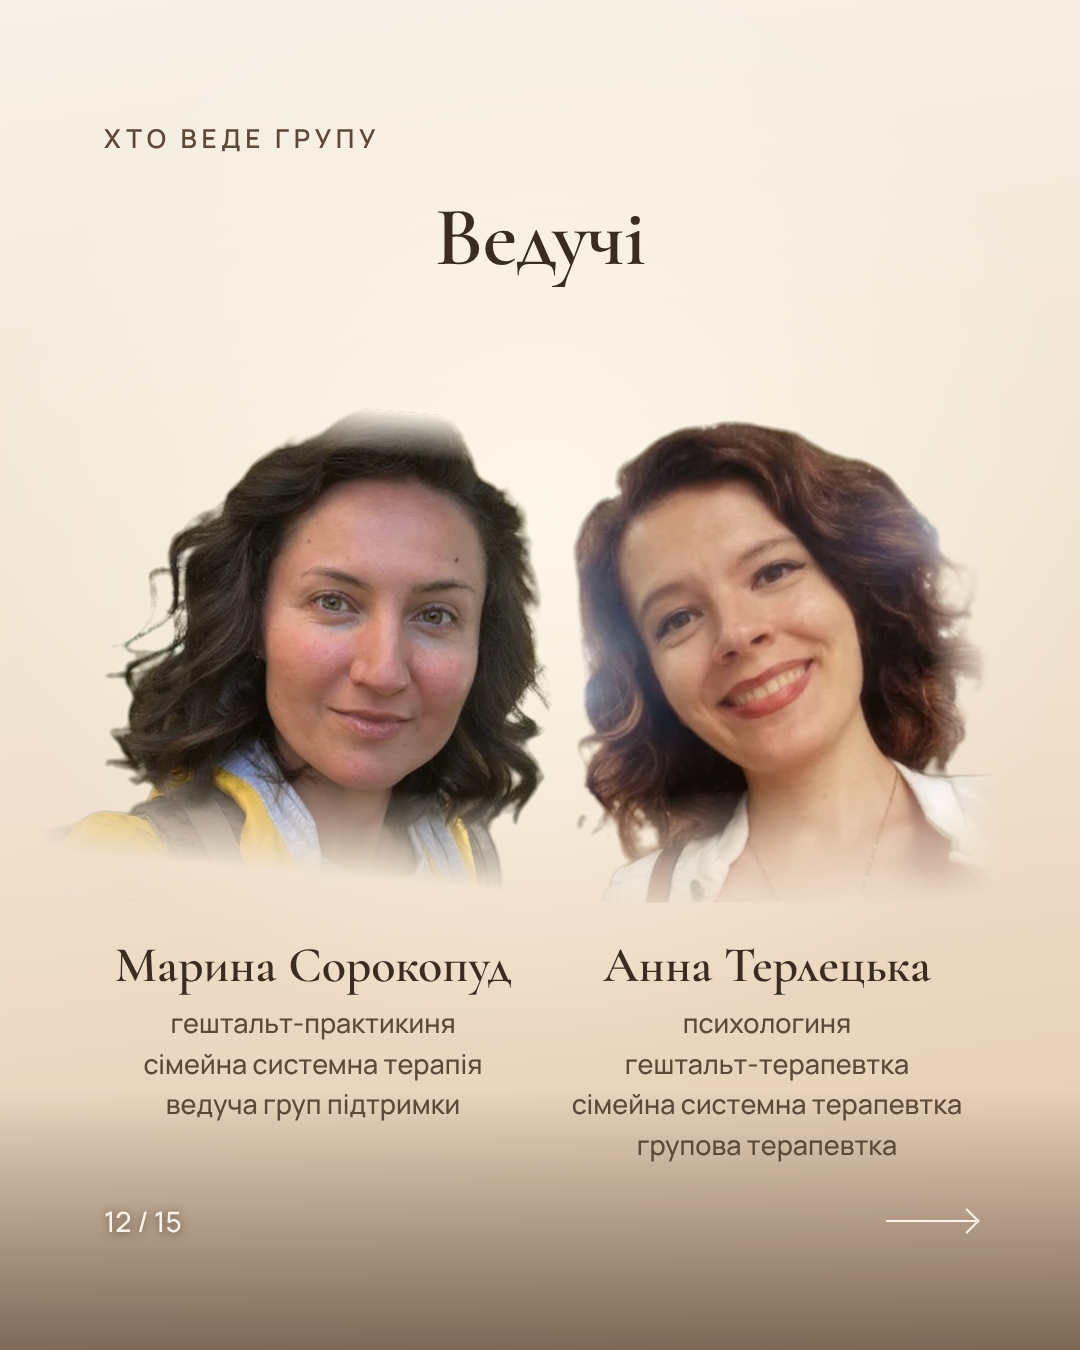 ХТО ВЕДЕ ГРУПУ
Ведучі
Марина Сорокопуд
гештальт-практикиня
сімейна системна терапія
ведуча груп підтримки
Анна Терлецька
психологиня
гештальт-терапевтка
сімейна системна терапевтка
групова терапевтка
12 / 15